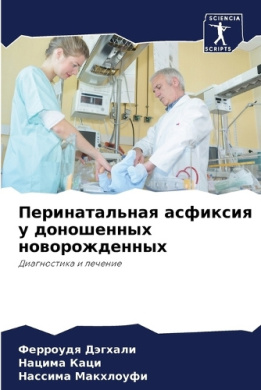 SCIENCIA
SCRIPTS
Перинатальная асфиксия
у доношенных
новорожденных
Диагностика и лечение
Ферроудя Дэгхали
Нацима Каци
Нассима Макхлоуфи